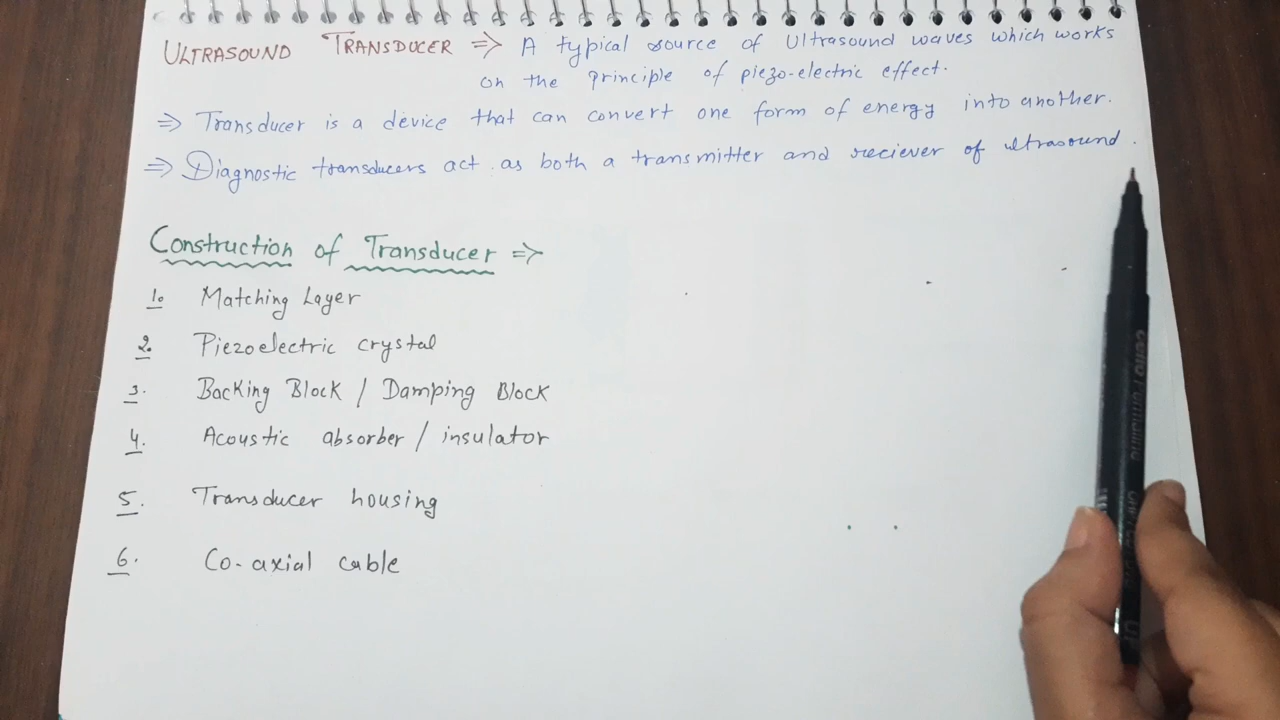 ULTRASOUND TRANSDUCER => A typical source of Ultrasound waves which works
on the principle of piezo-electric effect.
=> Transducer is a device that can convert one form of energy into another.
=> Diagnostic transducers act as both a transmitter and reciever of ultrasound.
Construction of Transducer =>
1. Matching Layer
2. Piezoelectric crystal
3. Backing Block / Damping Block
4. Acoustic absorber / insulator
5. Transducer housing
6. Co-axial cable